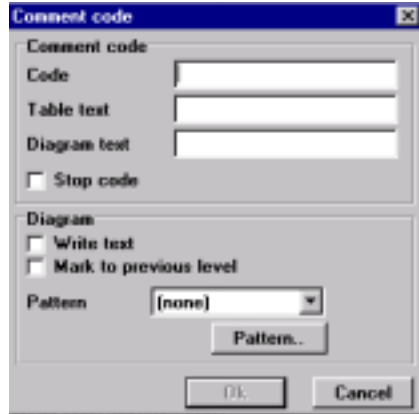 Comment code
Comment code
Code
Table text
Diagram text
Stop code
Diagram
Write text
Mark to previous level
Pattern (none)
Pattern..
Ok Cancel